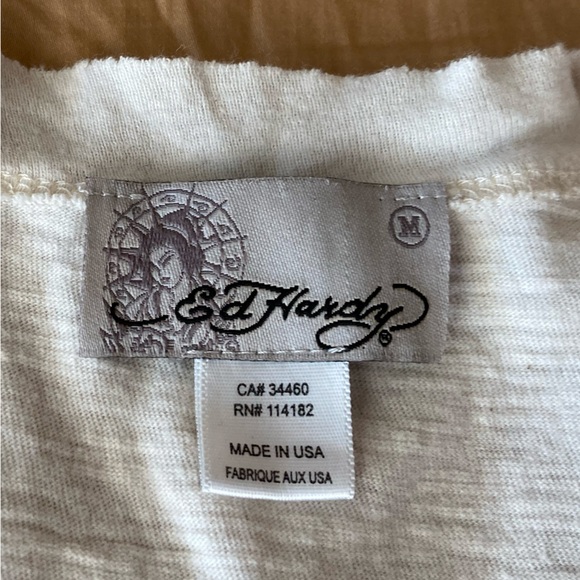 M
Ed Hardy®
CA# 34460
RN# 114182
MADE IN USA
FABRIQUE AUX USA